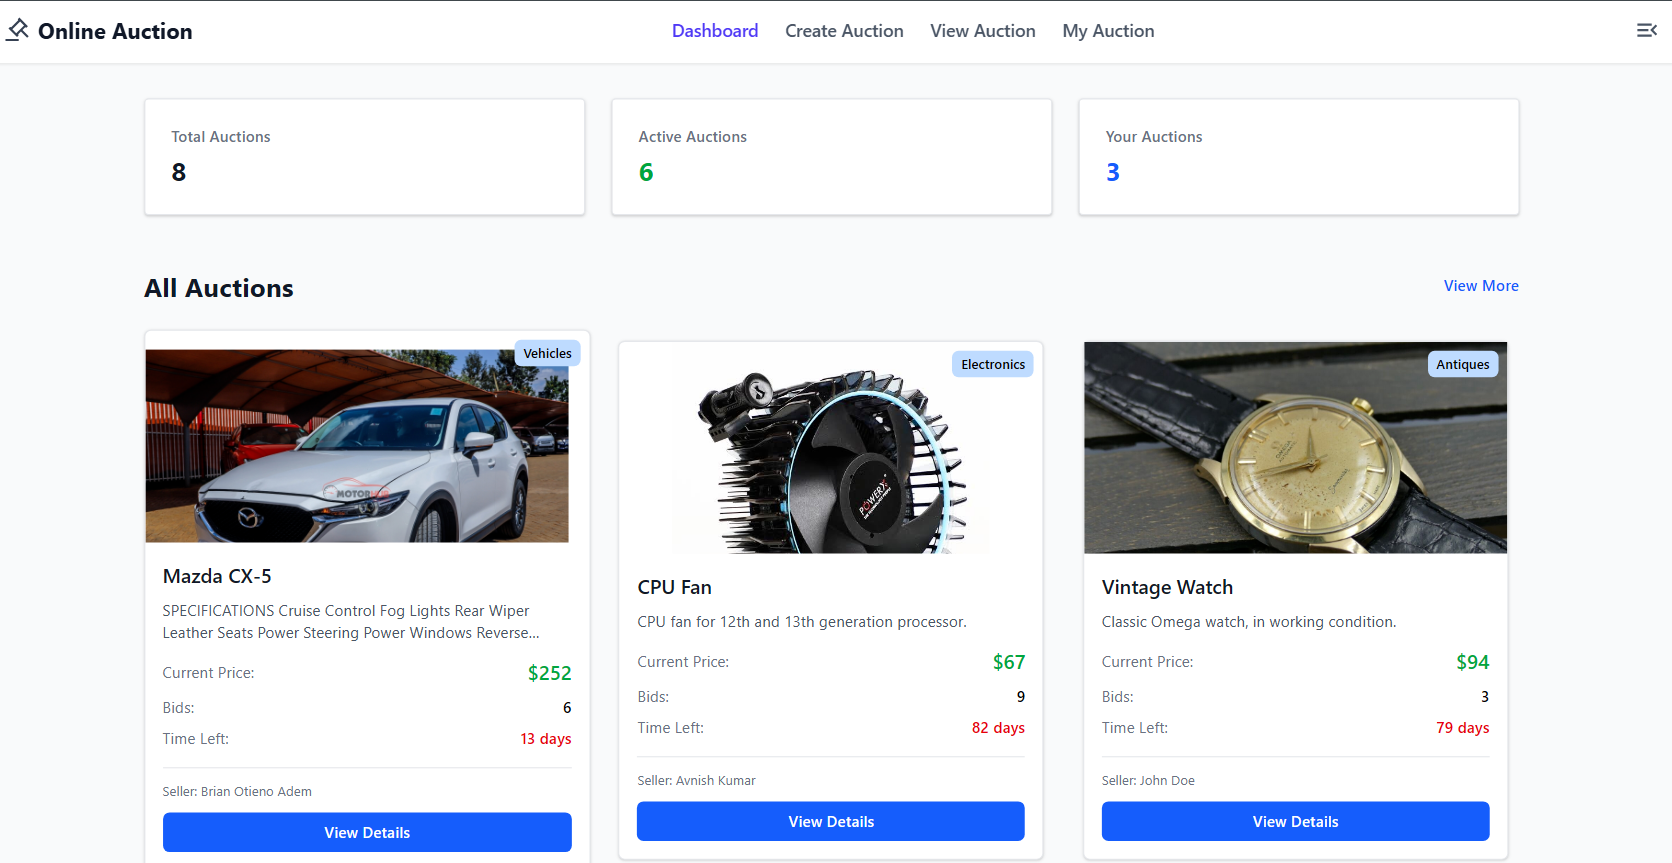 Online Auction
Dashboard
Create Auction
View Auction
My Auction
Total Auctions
8
Active Auctions
6
Your Auctions
3
All Auctions
View More
Vehicles
MOTORHUB
Mazda CX-5
SPECIFICATIONS Cruise Control Fog Lights Rear Wiper
Leather Seats Power Steering Power Windows Reverse...
Current Price:
$252
Bids:
6
Time Left:
13 days
Seller: Brian Otieno Adem
View Details
Electronics
POWERX
CPU Fan
CPU fan for 12th and 13th generation processor.
Current Price:
$67
Bids:
9
Time Left:
82 days
Seller: Avnish Kumar
View Details
Antiques
OMEGA
Vintage Watch
Classic Omega watch, in working condition.
Current Price:
$94
Bids:
3
Time Left:
79 days
Seller: John Doe
View Details